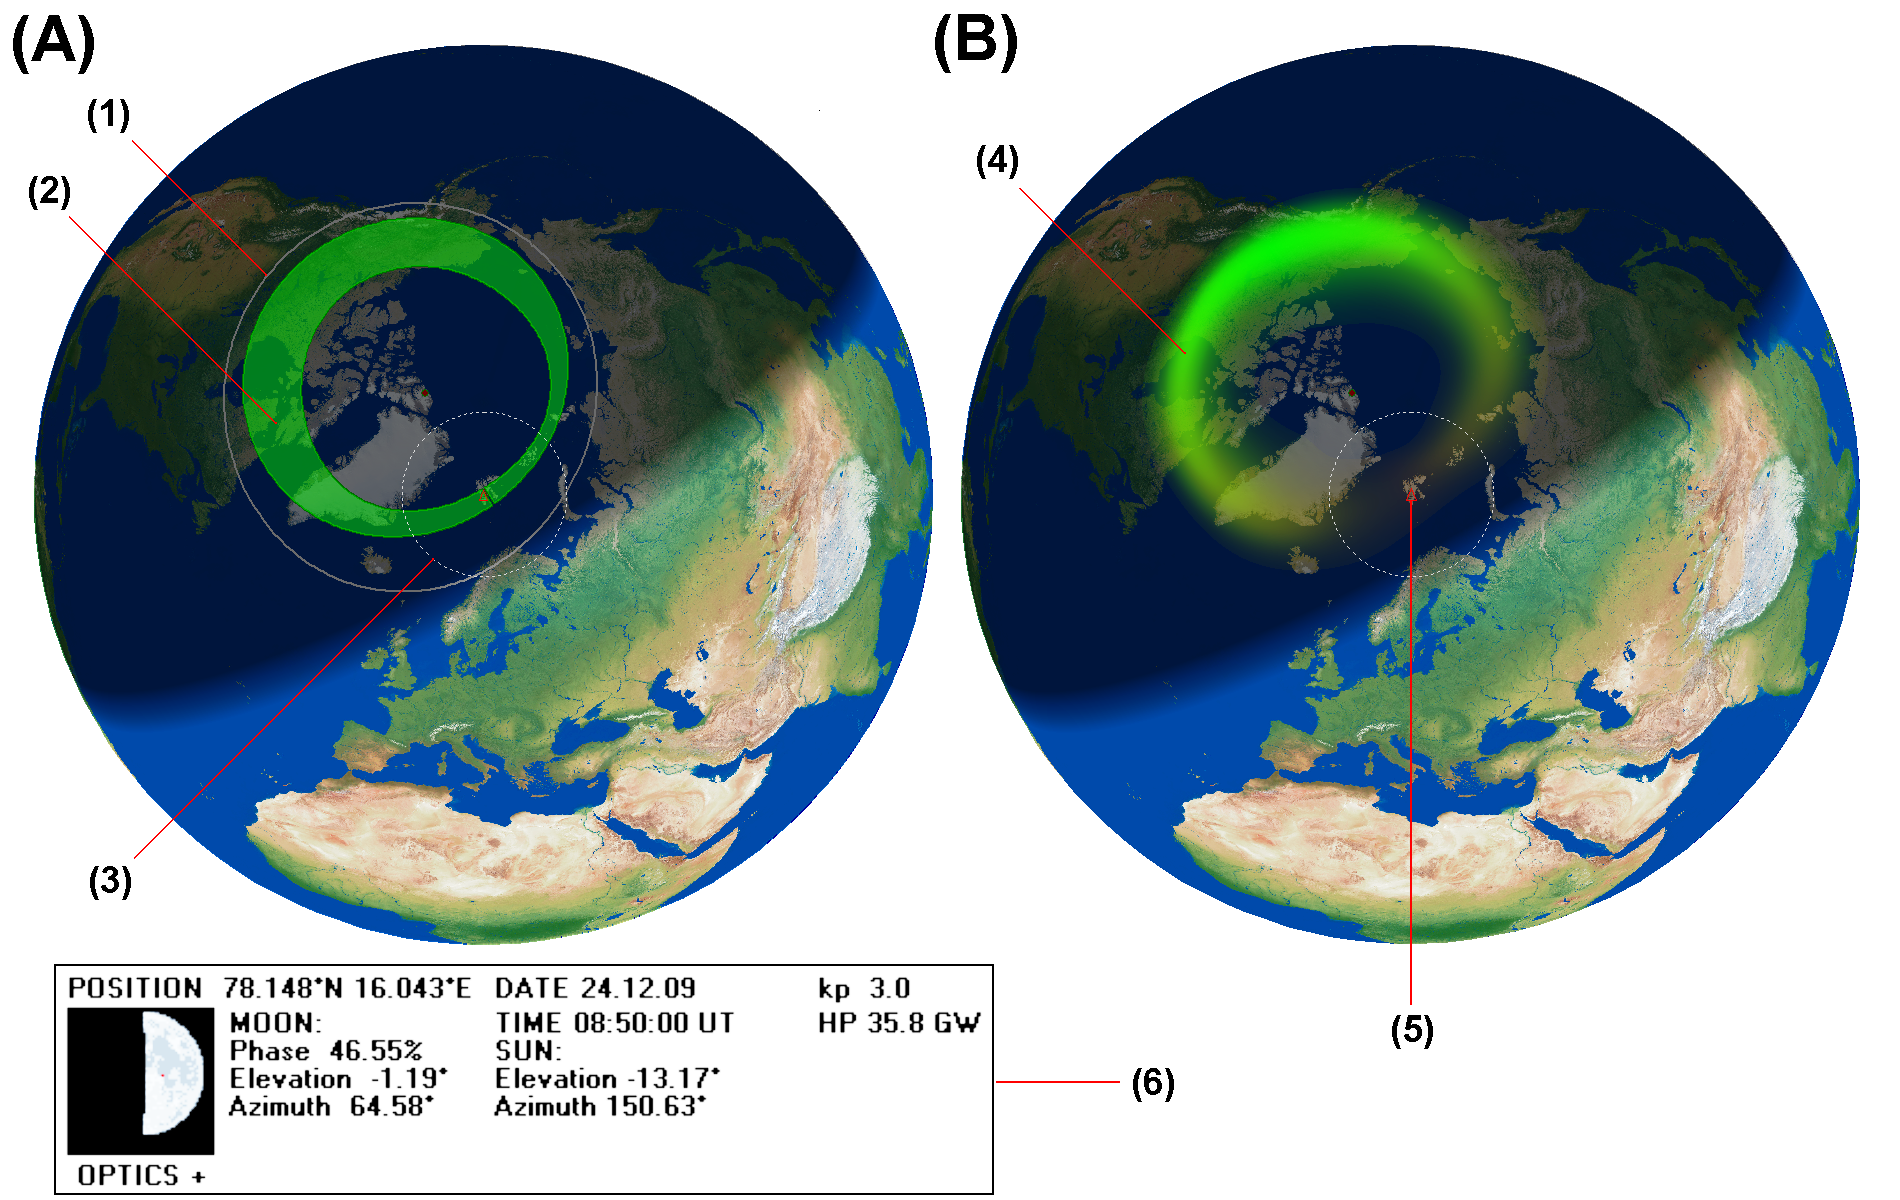 (A)
(B)
(1)
(2)
(3)
(4)
(5)
(6)
POSITION 78.148°N 16.043°E DATE 24.12.09 kp 3.0
MOON: TIME 08:50:00 UT HP 35.8 GW
Phase 46.55% SUN:
Elevation -1.19° Elevation -13.17°
Azimuth 64.58° Azimuth 150.63°
OPTICS +